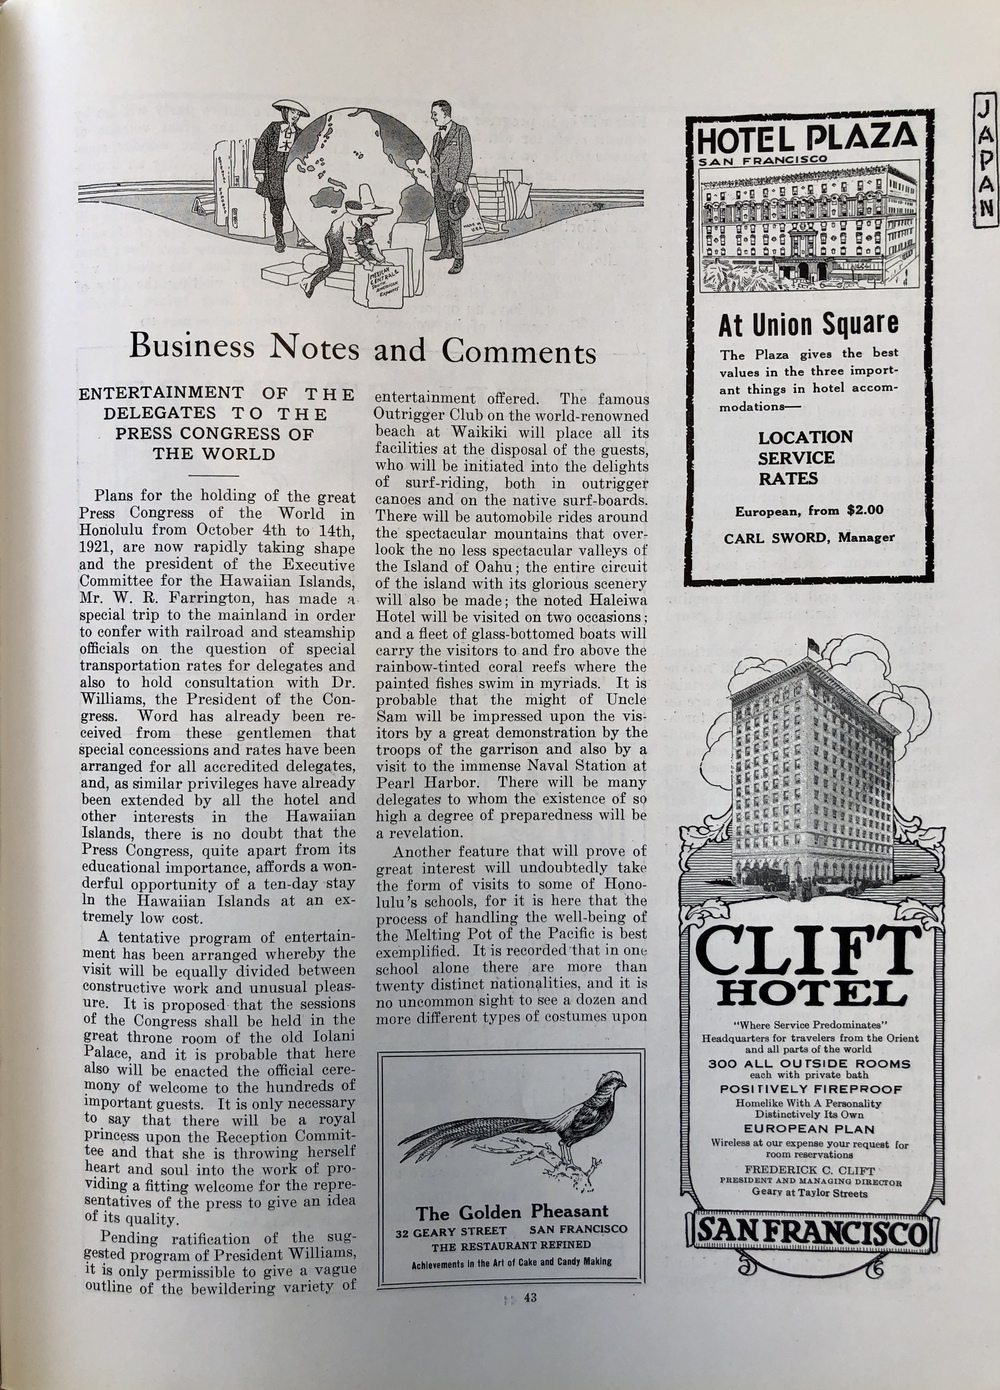 日本
MADE IN
U.S.A.
MEXICAN
CENTRALS
SOUTH
AMERICAN
EXPORT
Business Notes and Comments
ENTERTAINMENT OF THE
DELEGATES TO THE
PRESS CONGRESS OF
THE WORLD
Plans for the holding of the great
Press Congress of the World in
Honolulu from October 4th to 14th,
1921, are now rapidly taking shape
and the president of the Executive
Committee for the Hawaiian Islands,
Mr. W. R. Farrington, has made a
special trip to the mainland in order
to confer with railroad and steamship
officials on the question of special
transportation rates for delegates and
also to hold consultation with Dr.
Williams, the President of the Con-
gress. Word has already been re-
ceived from these gentlemen that
special concessions and rates have been
arranged for all accredited delegates,
and, as similar privileges have already
been extended by all the hotel and
other interests in the Hawaiian
Islands, there is no doubt that the
Press Congress, quite apart from its
educational importance, affords a won-
derful opportunity of a ten-day stay
in the Hawaiian Islands at an ex-
tremely low cost.
A tentative program of entertain-
ment has been arranged whereby the
visit will be equally divided between
constructive work and unusual pleas-
ure. It is proposed that the sessions
of the Congress shall be held in the
great throne room of the old Iolani
Palace, and it is probable that here
also will be enacted the official cere-
mony of welcome to the hundreds of
important guests. It is only necessary
to say that there will be a royal
princess upon the Reception Commit-
tee and that she is throwing herself
heart and soul into the work of pro-
viding a fitting welcome for the repre-
sentatives of the press to give an idea
of its quality.
Pending ratification of the sug-
gested program of President Williams,
it is only permissible to give a vague
outline of the bewildering variety of
entertainment offered. The famous
Outrigger Club on the world-renowned
beach at Waikiki will place all its
facilities at the disposal of the guests,
who will be initiated into the delights
of surf-riding, both in outrigger
canoes and on the native surf-boards.
There will be automobile rides around
the spectacular mountains that over-
look the no less spectacular valleys of
the Island of Oahu; the entire circuit
of the island with its glorious scenery
will also be made; the noted Haleiwa
Hotel will be visited on two occasions;
and a fleet of glass-bottomed boats will
carry the visitors to and fro above the
rainbow-tinted coral reefs where the
painted fishes swim in myriads. It is
probable that the might of Uncle
Sam will be impressed upon the vis-
itors by a great demonstration by the
troops of the garrison and also by a
visit to the immense Naval Station at
Pearl Harbor. There will be many
delegates to whom the existence of so
high a degree of preparedness will be
a revelation.
Another feature that will prove of
great interest will undoubtedly take
the form of visits to some of Hono-
lulu's schools, for it is here that the
process of handling the well-being of
the Melting Pot of the Pacific is best
exemplified. It is recorded that in one
school alone there are more than
twenty distinct nationalities, and it is
no uncommon sight to see a dozen and
more different types of costumes upon
The Golden Pheasant
32 GEARY STREET SAN FRANCISCO
THE RESTAURANT REFINED
Achievements in the Art of Cake and Candy Making
43
HOTEL PLAZA
SAN FRANCISCO
At Union Square
The Plaza gives the best
values in the three import-
ant things in hotel accom-
modations—
LOCATION
SERVICE
RATES
European, from $2.00
CARL SWORD, Manager
CLIFT
HOTEL
"Where Service Predominates"
Headquarters for travelers from the Orient
and all parts of the world
300 ALL OUTSIDE ROOMS
each with private bath
POSITIVELY FIREPROOF
Homelike With A Personality
Distinctively Its Own
EUROPEAN PLAN
Wireless at our expense your request for
room reservations
FREDERICK C. CLIFT
PRESIDENT AND MANAGING DIRECTOR
Geary at Taylor Streets
SAN FRANCISCO
JAPAN